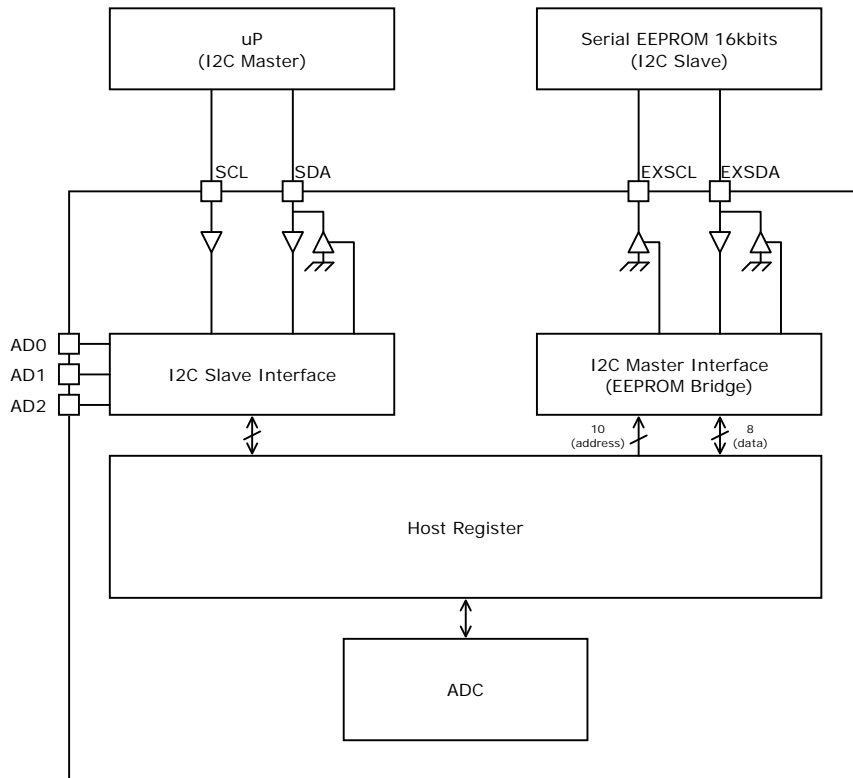 uP
(I2C Master)
Serial EEPROM 16kbits
(I2C Slave)
SCL
SDA
EXSCL
EXSDA
AD0
AD1
AD2
I2C Slave Interface
I2C Master Interface
(EEPROM Bridge)
10
(address)
8
(data)
Host Register
ADC